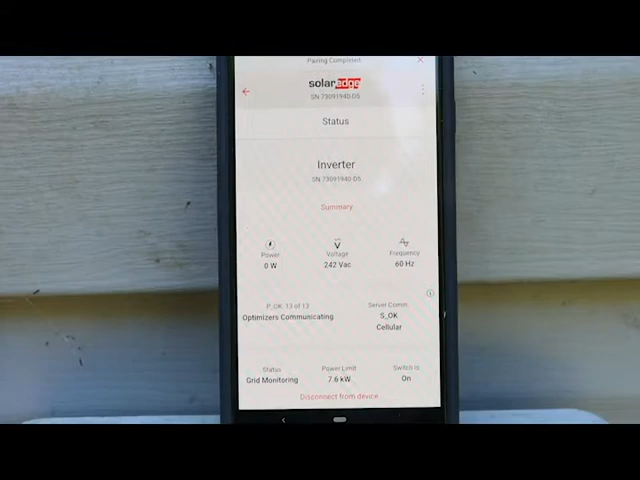 Pairing Completed
solaredge
SN 73091940-D5
Status
Inverter
SN 73091940-D5
Summary
Power
0 W
Voltage
242 Vac
Frequency
60 Hz
P_OK: 13 of 13
Optimizers Communicating
Server Comm.
S_OK
Cellular
Status
Grid Monitoring
Power Limit
7.6 kW
Switch is
On
Disconnect from device